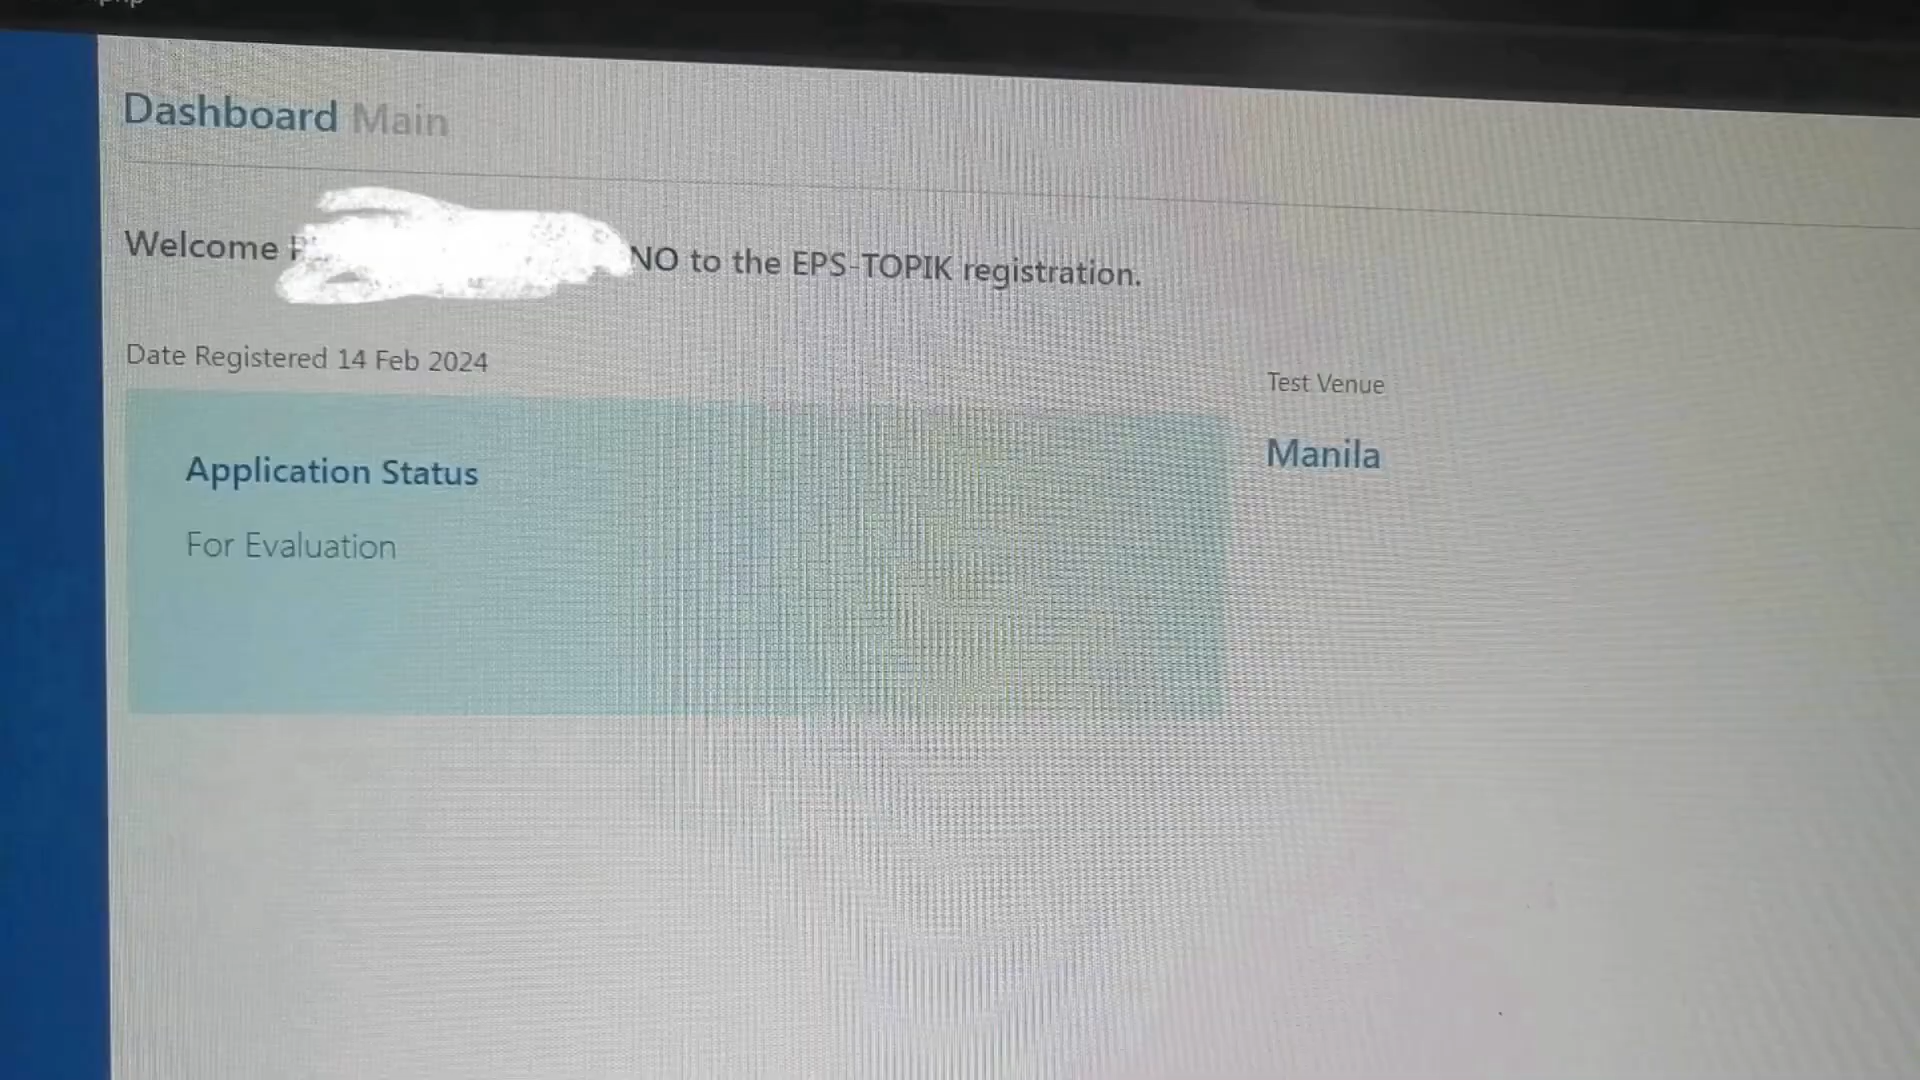 Dashboard Main
Welcome NO to the EPS-TOPIK registration.
Date Registered 14 Feb 2024
Test Venue
Application Status
Manila
For Evaluation